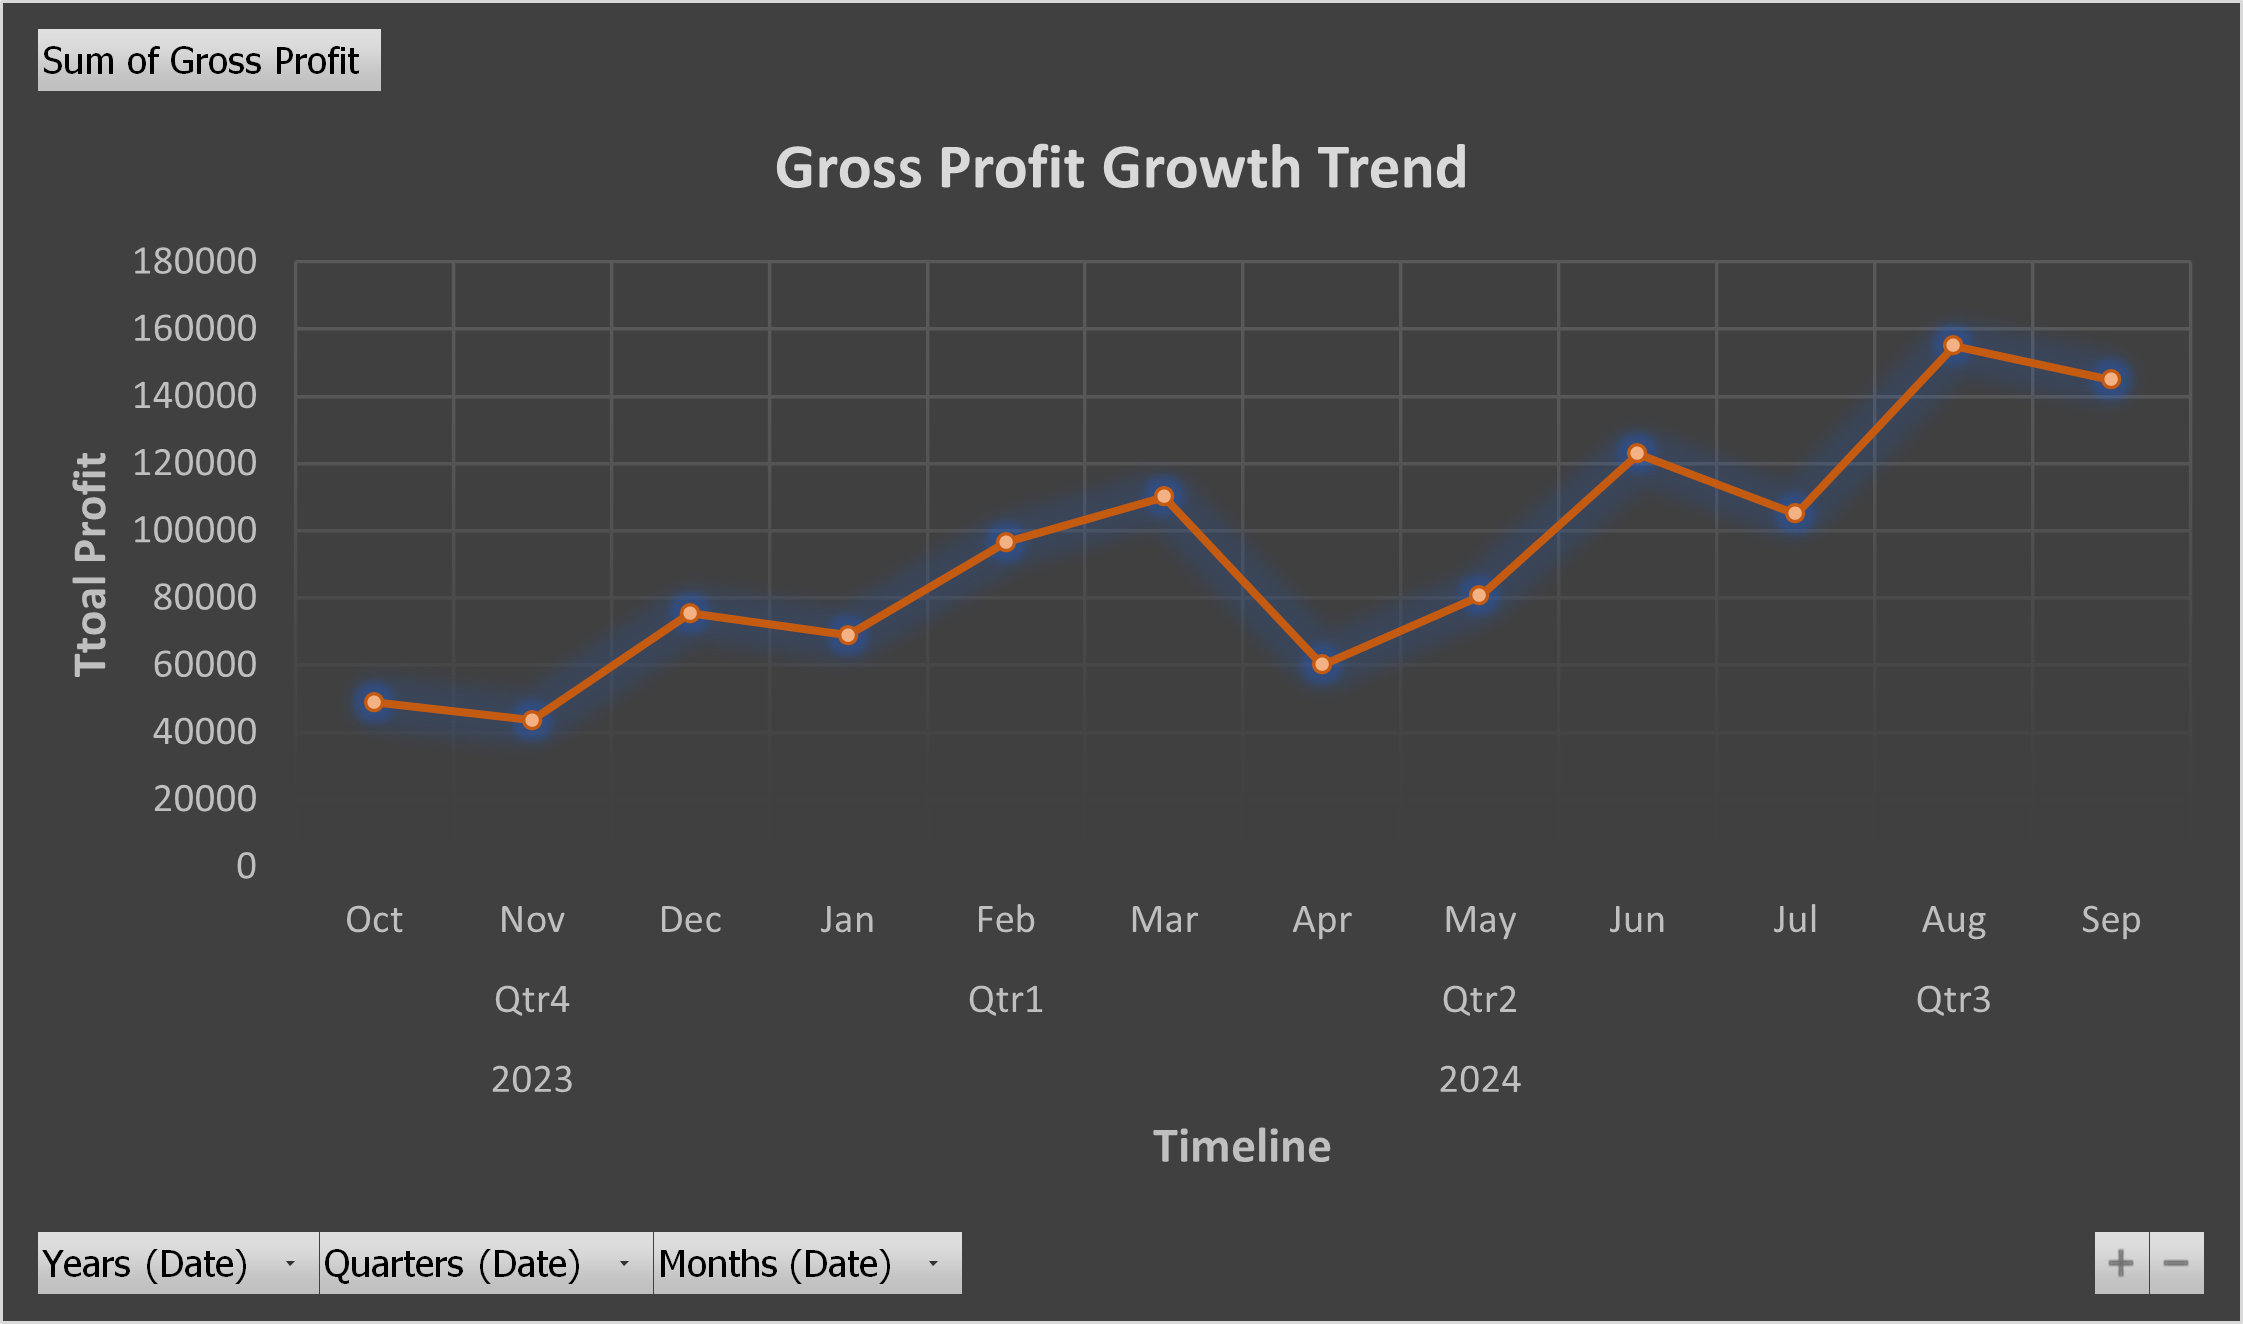 Sum of Gross Profit
Gross Profit Growth Trend
180000
160000
140000
120000
100000
80000
60000
40000
20000
0
Ttoal Profit
Oct Nov Dec Jan Feb Mar Apr May Jun Jul Aug Sep
Qtr4 Qtr1 Qtr2 Qtr3
2023 2024
Timeline
Years (Date) Quarters (Date) Months (Date) + −